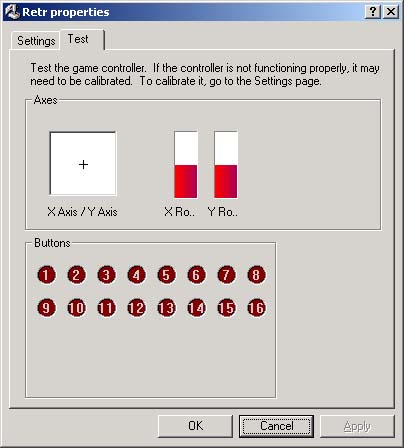 Retr properties
Settings Test
Test the game controller. If the controller is not functioning properly, it may
need to be calibrated. To calibrate it, go to the Settings page.
Axes
X Axis / Y Axis X Ro.. Y Ro..
Buttons
1 2 3 4 5 6 7 8
9 10 11 12 13 14 15 16
OK Cancel Apply